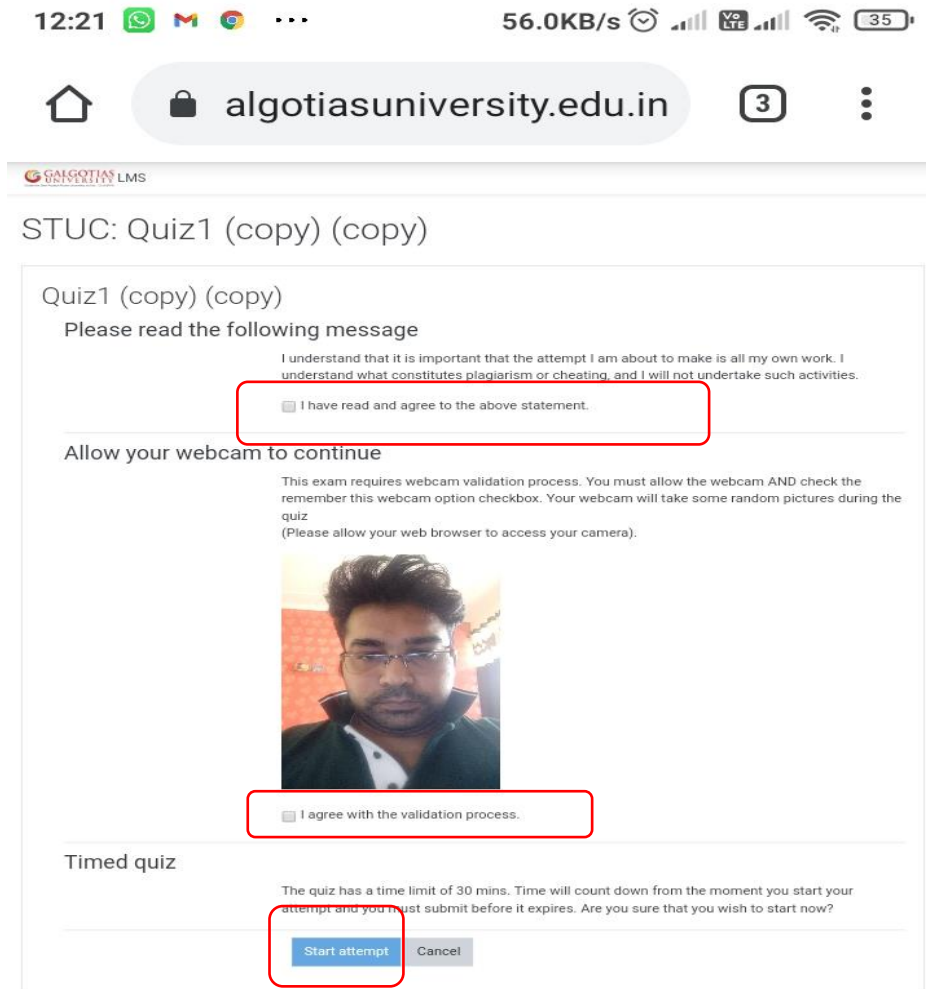 12:21
56.0KB/s Vo LTE 35
algotiasuniversity.edu.in 3
GALGOTIAS UNIVERSITY LMS
STUC: Quiz1 (copy) (copy)
Quiz1 (copy) (copy)
Please read the following message
I understand that it is important that the attempt I am about to make is all my own work. I
understand what constitutes plagiarism or cheating, and I will not undertake such activities.
I have read and agree to the above statement.
Allow your webcam to continue
This exam requires webcam validation process. You must allow the webcam AND check the
remember this webcam option checkbox. Your webcam will take some random pictures during the
quiz
(Please allow your web browser to access your camera).
I agree with the validation process.
Timed quiz
The quiz has a time limit of 30 mins. Time will count down from the moment you start your
attempt and you must submit before it expires. Are you sure that you wish to start now?
Start attempt Cancel